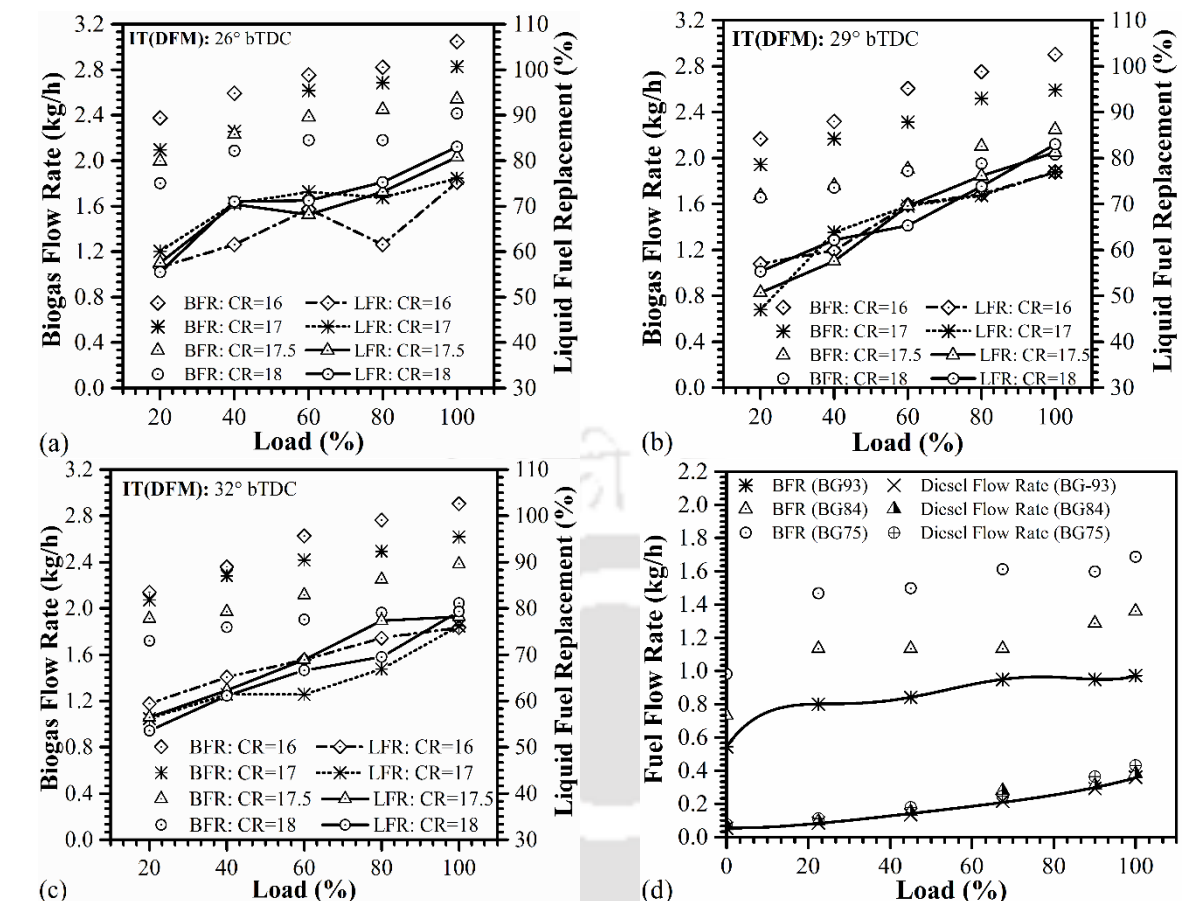 IT(DFM): 26° bTDC
Biogas Flow Rate (kg/h)
3.2
2.8
2.4
2.0
1.6
1.2
0.8
0.4
0.0
BFR: CR=16 LFR: CR=16
BFR: CR=17 LFR: CR=17
BFR: CR=17.5 LFR: CR=17.5
BFR: CR=18 LFR: CR=18
110
100
90
80
70
60
50
40
30
Liquid Fuel Replacement (%)
20 40 60 80 100
(a) Load (%)
IT(DFM): 29° bTDC
Biogas Flow Rate (kg/h)
3.2
2.8
2.4
2.0
1.6
1.2
0.8
0.4
0.0
BFR: CR=16 LFR: CR=16
BFR: CR=17 LFR: CR=17
BFR: CR=17.5 LFR: CR=17.5
BFR: CR=18 LFR: CR=18
110
100
90
80
70
60
50
40
30
Liquid Fuel Replacement (%)
20 40 60 80 100
(b) Load (%)
IT(DFM): 32° bTDC
Biogas Flow Rate (kg/h)
3.2
2.8
2.4
2.0
1.6
1.2
0.8
0.4
0.0
BFR: CR=16 LFR: CR=16
BFR: CR=17 LFR: CR=17
BFR: CR=17.5 LFR: CR=17.5
BFR: CR=18 LFR: CR=18
110
100
90
80
70
60
50
40
30
Liquid Fuel Replacement (%)
20 40 60 80 100
(c) Load (%)
BFR (BG93) Diesel Flow Rate (BG-93)
BFR (BG84) Diesel Flow Rate (BG84)
BFR (BG75) Diesel Flow Rate (BG75)
Fuel Flow Rate (kg/h)
2.2
2.0
1.8
1.6
1.4
1.2
1.0
0.8
0.6
0.4
0.2
0.0
0 20 40 60 80 100
(d) Load (%)